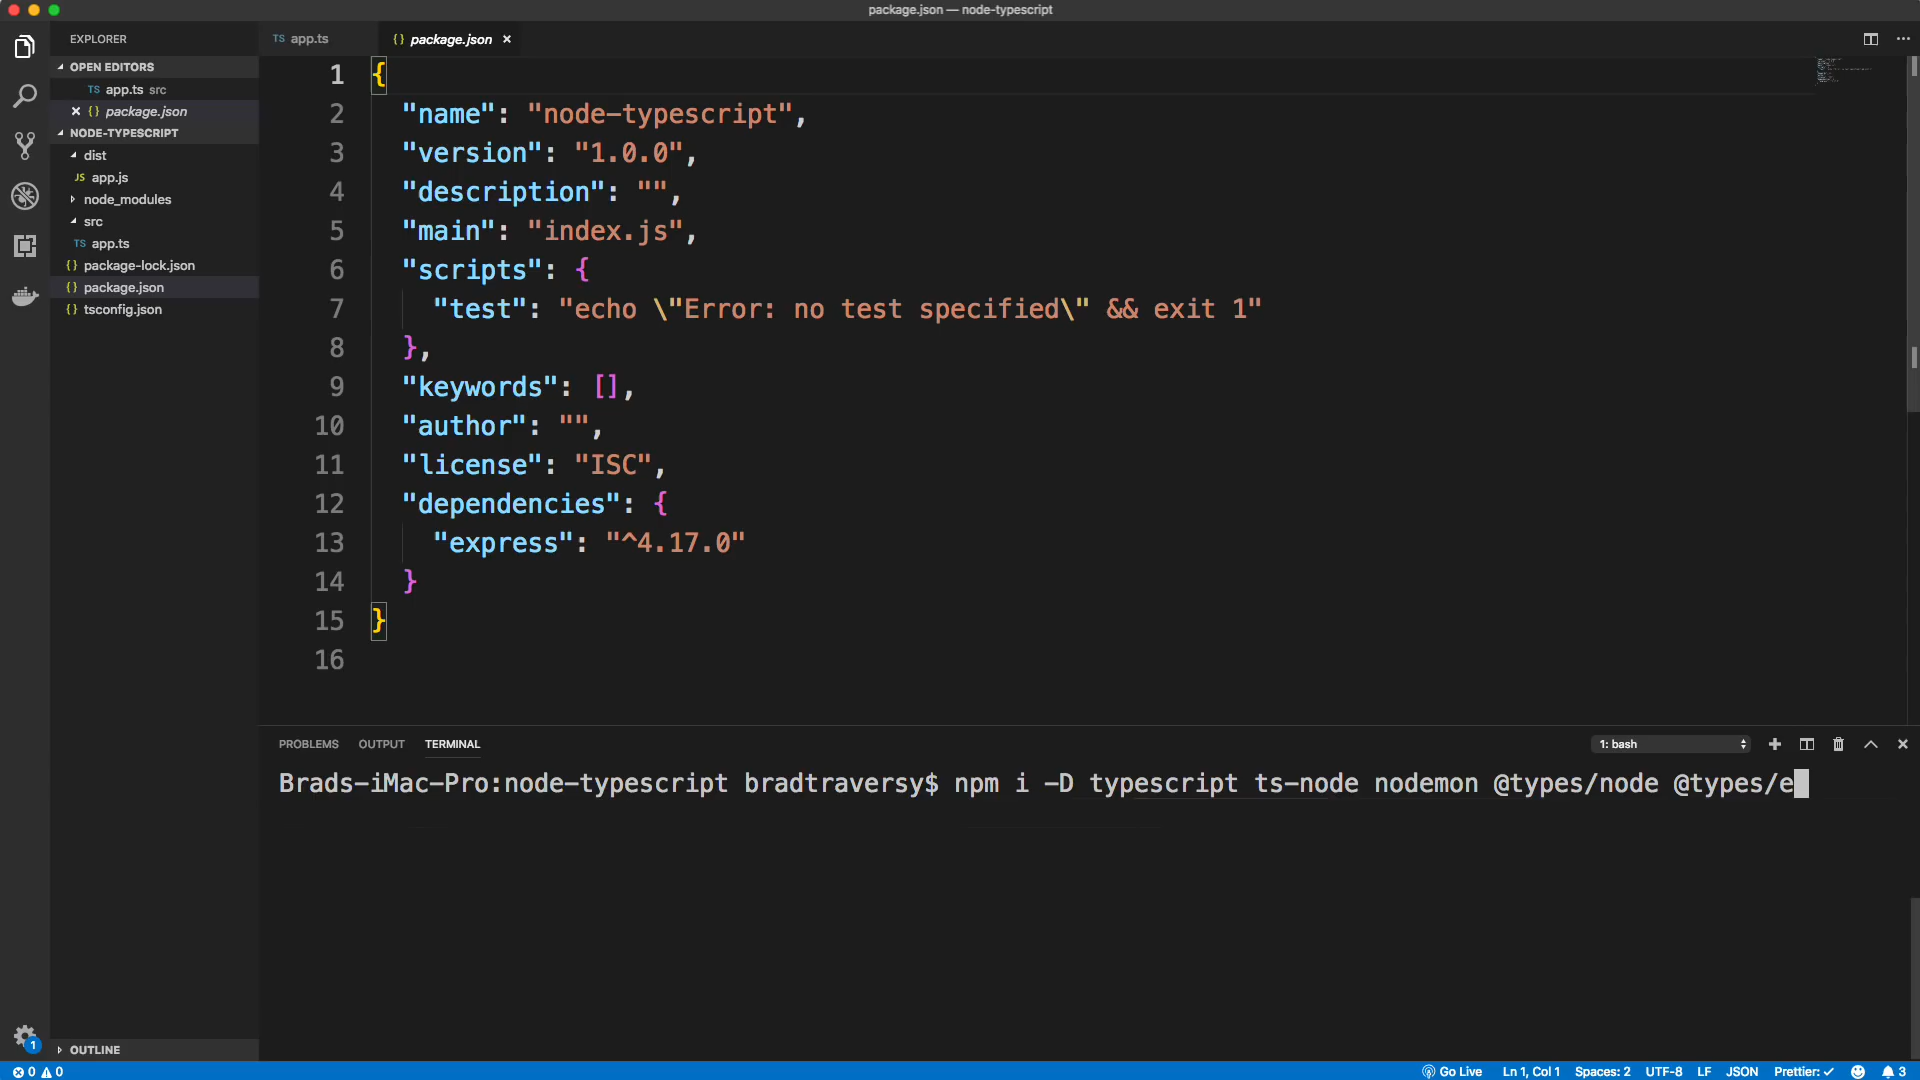 package.json — node-typescript
EXPLORER
OPEN EDITORS
TS app.ts src
{} package.json
NODE-TYPESCRIPT
dist
JS app.js
node_modules
src
TS app.ts
{} package-lock.json
{} package.json
{} tsconfig.json
OUTLINE
TS app.ts
{} package.json
1 {
2 "name": "node-typescript",
3 "version": "1.0.0",
4 "description": "",
5 "main": "index.js",
6 "scripts": {
7 "test": "echo \"Error: no test specified\" && exit 1"
8 },
9 "keywords": [],
10 "author": "",
11 "license": "ISC",
12 "dependencies": {
13 "express": "^4.17.0"
14 }
15 }
16
PROBLEMS OUTPUT TERMINAL
1: bash
Brads-iMac-Pro:node-typescript bradtraversy$ npm i -D typescript ts-node nodemon @types/node @types/e
1
0 0
Go Live Ln 1, Col 1 Spaces: 2 UTF-8 LF JSON Prettier: ✓ 3